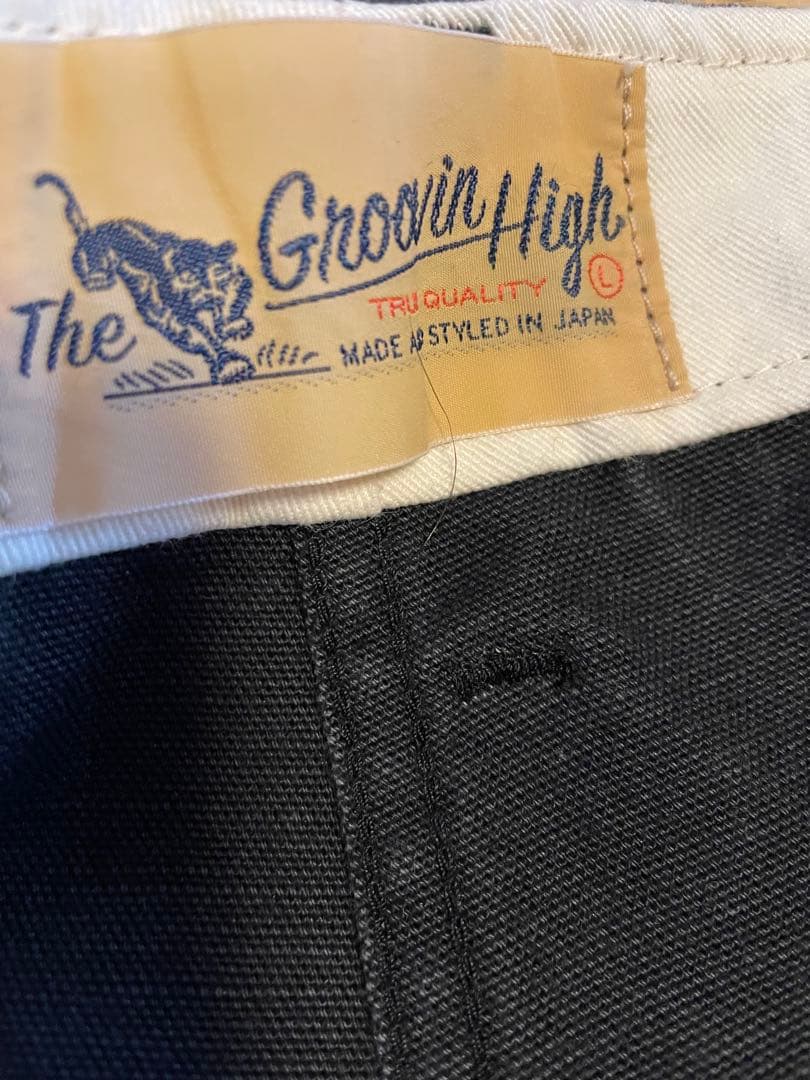 The Groovin High
TRU QUALITY L
MADE AND STYLED IN JAPAN